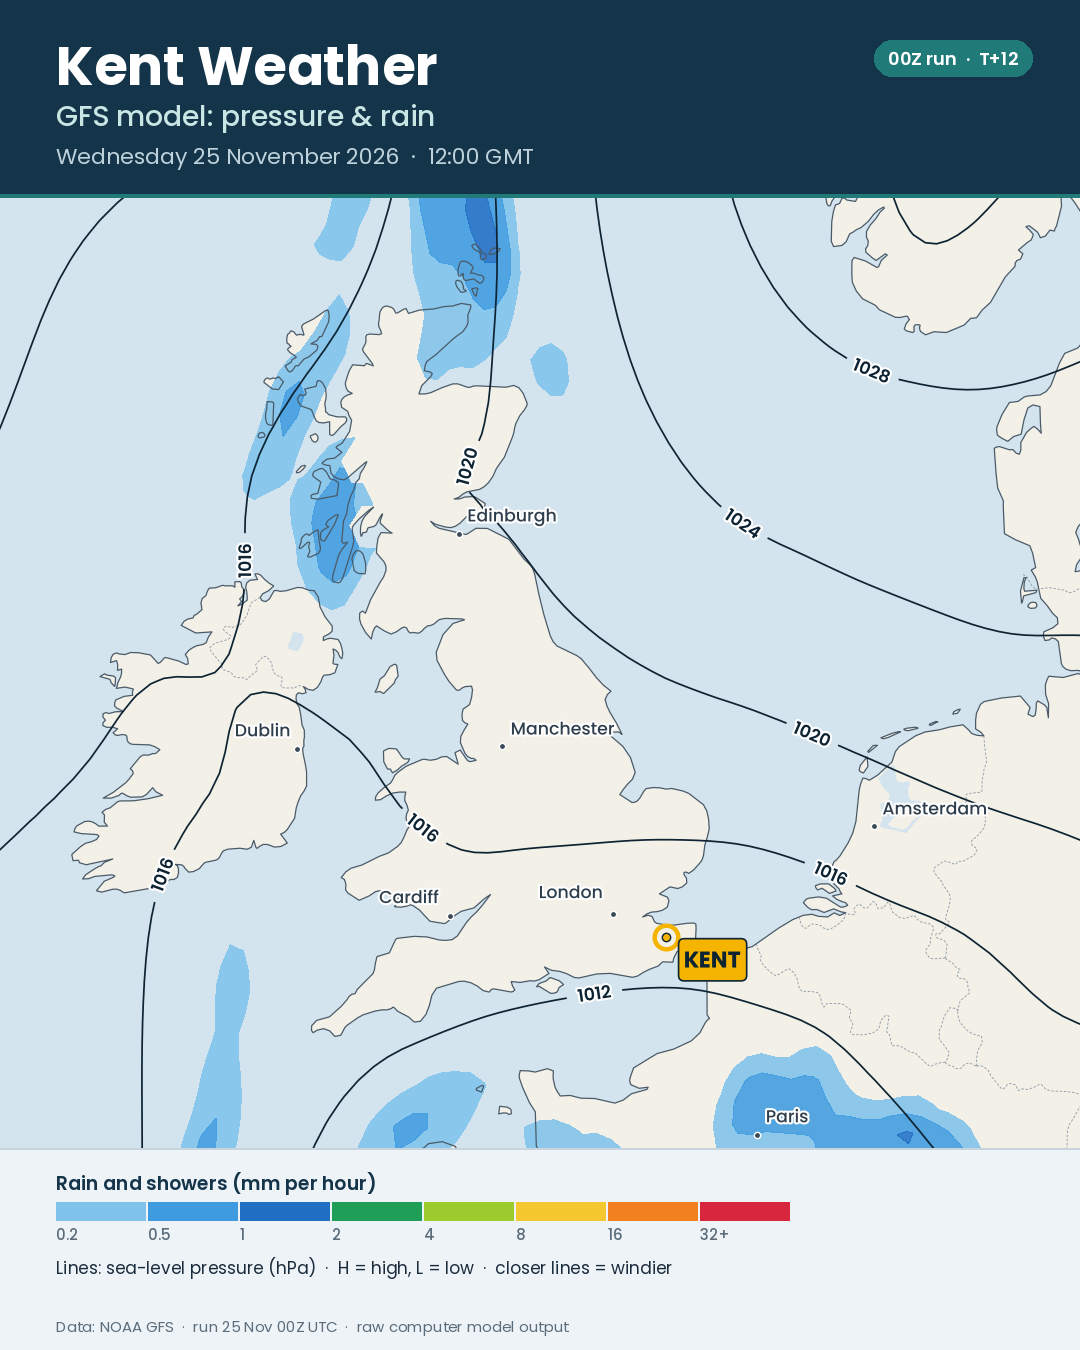 Kent Weather
00Z run · T+12
GFS model: pressure & rain
Wednesday 25 November 2026 · 12:00 GMT
1028
1020
Edinburgh
1024
1016
Dublin
Manchester
1020
Amsterdam
1016
1016
1016
Cardiff
London
KENT
1012
Paris
Rain and showers (mm per hour)
0.2 0.5 1 2 4 8 16 32+
Lines: sea-level pressure (hPa) · H = high, L = low · closer lines = windier
Data: NOAA GFS · run 25 Nov 00Z UTC · raw computer model output